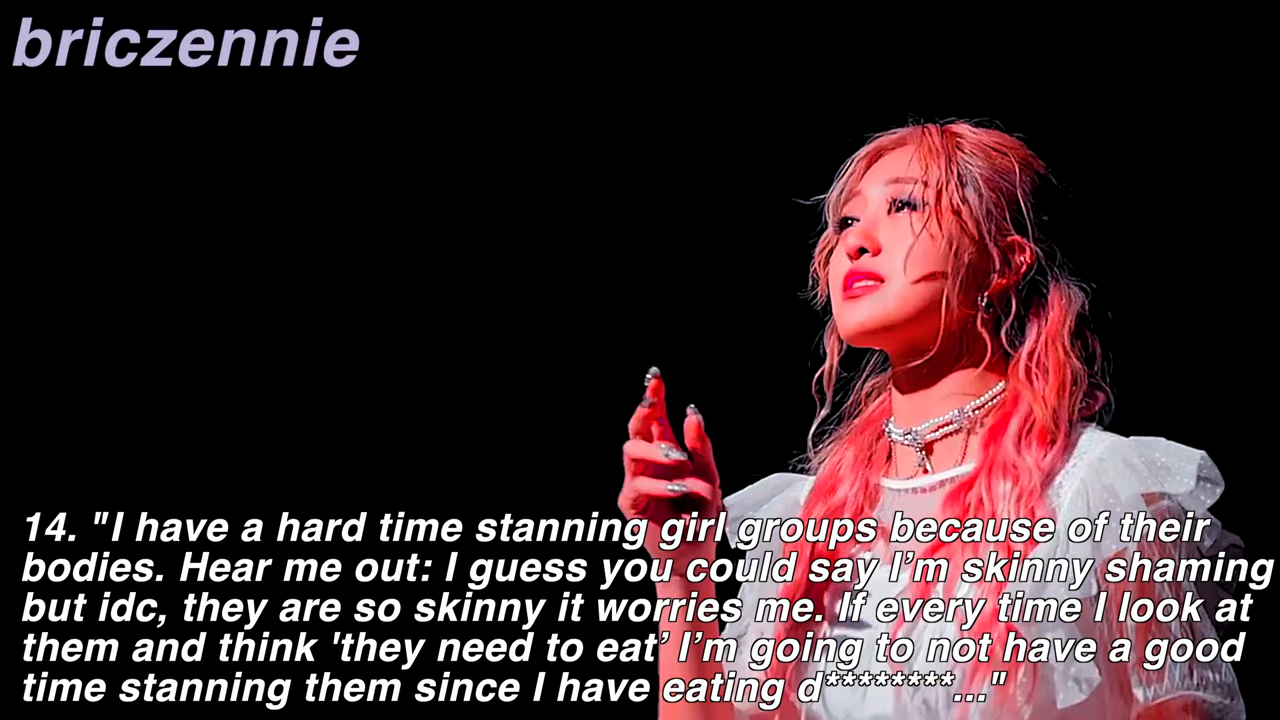 briczennie
14. "I have a hard time stanning girl groups because of their
bodies. Hear me out: I guess you could say I’m skinny shaming
but idc, they are so skinny it worries me. If every time I look at
them and think 'they need to eat’ I’m going to not have a good
time stanning them since I have eating d********..."